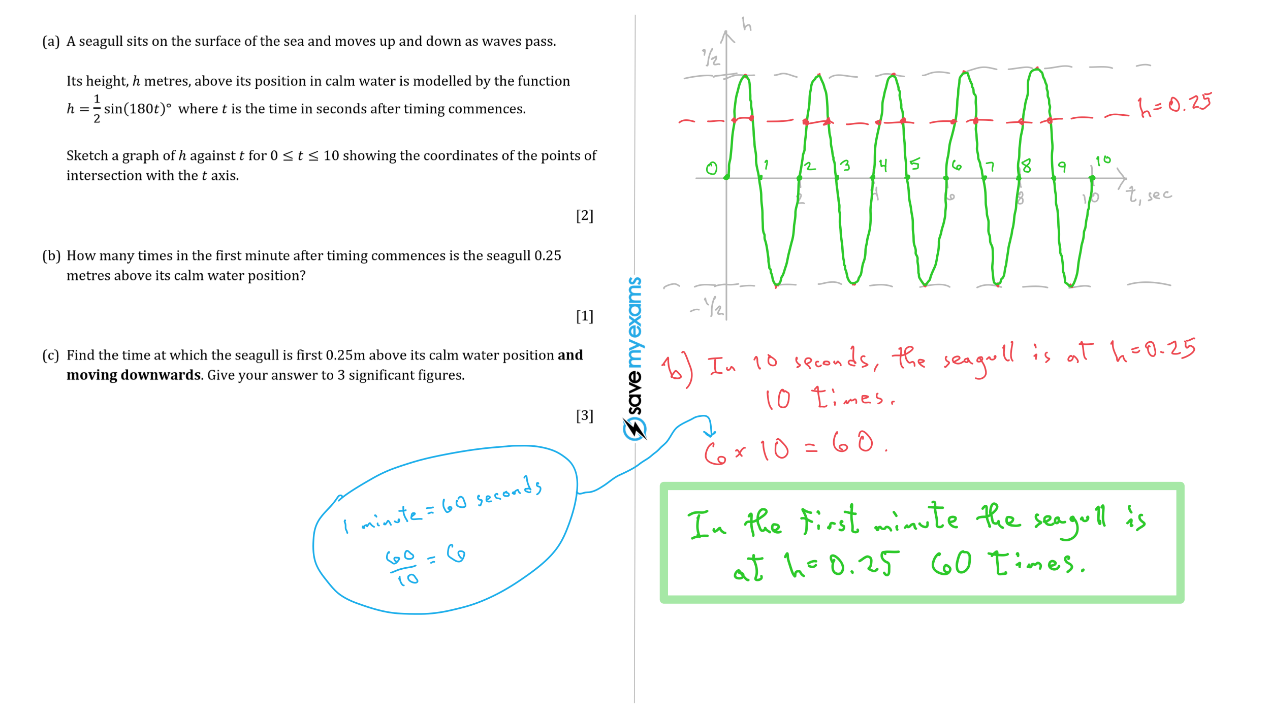 (a) A seagull sits on the surface of the sea and moves up and down as waves pass.
Its height, h metres, above its position in calm water is modelled by the function
h = 1/2 sin(180t)° where t is the time in seconds after timing commences.
Sketch a graph of h against t for 0 ≤ t ≤ 10 showing the coordinates of the points of
intersection with the t axis.
[2]
(b) How many times in the first minute after timing commences is the seagull 0.25
metres above its calm water position?
[1]
(c) Find the time at which the seagull is first 0.25m above its calm water position and
moving downwards. Give your answer to 3 significant figures.
[3]
1 minute = 60 seconds
60/10 = 6
savemyexams
h
1/2
h=0.25
0 1 2 3 4 5 6 7 8 9 10
2 4 6 8 10
t, sec
-1/2
b) In 10 seconds, the seagull is at h=0.25
10 times.
6 × 10 = 60.
In the first minute the seagull is
at h=0.25 60 times.